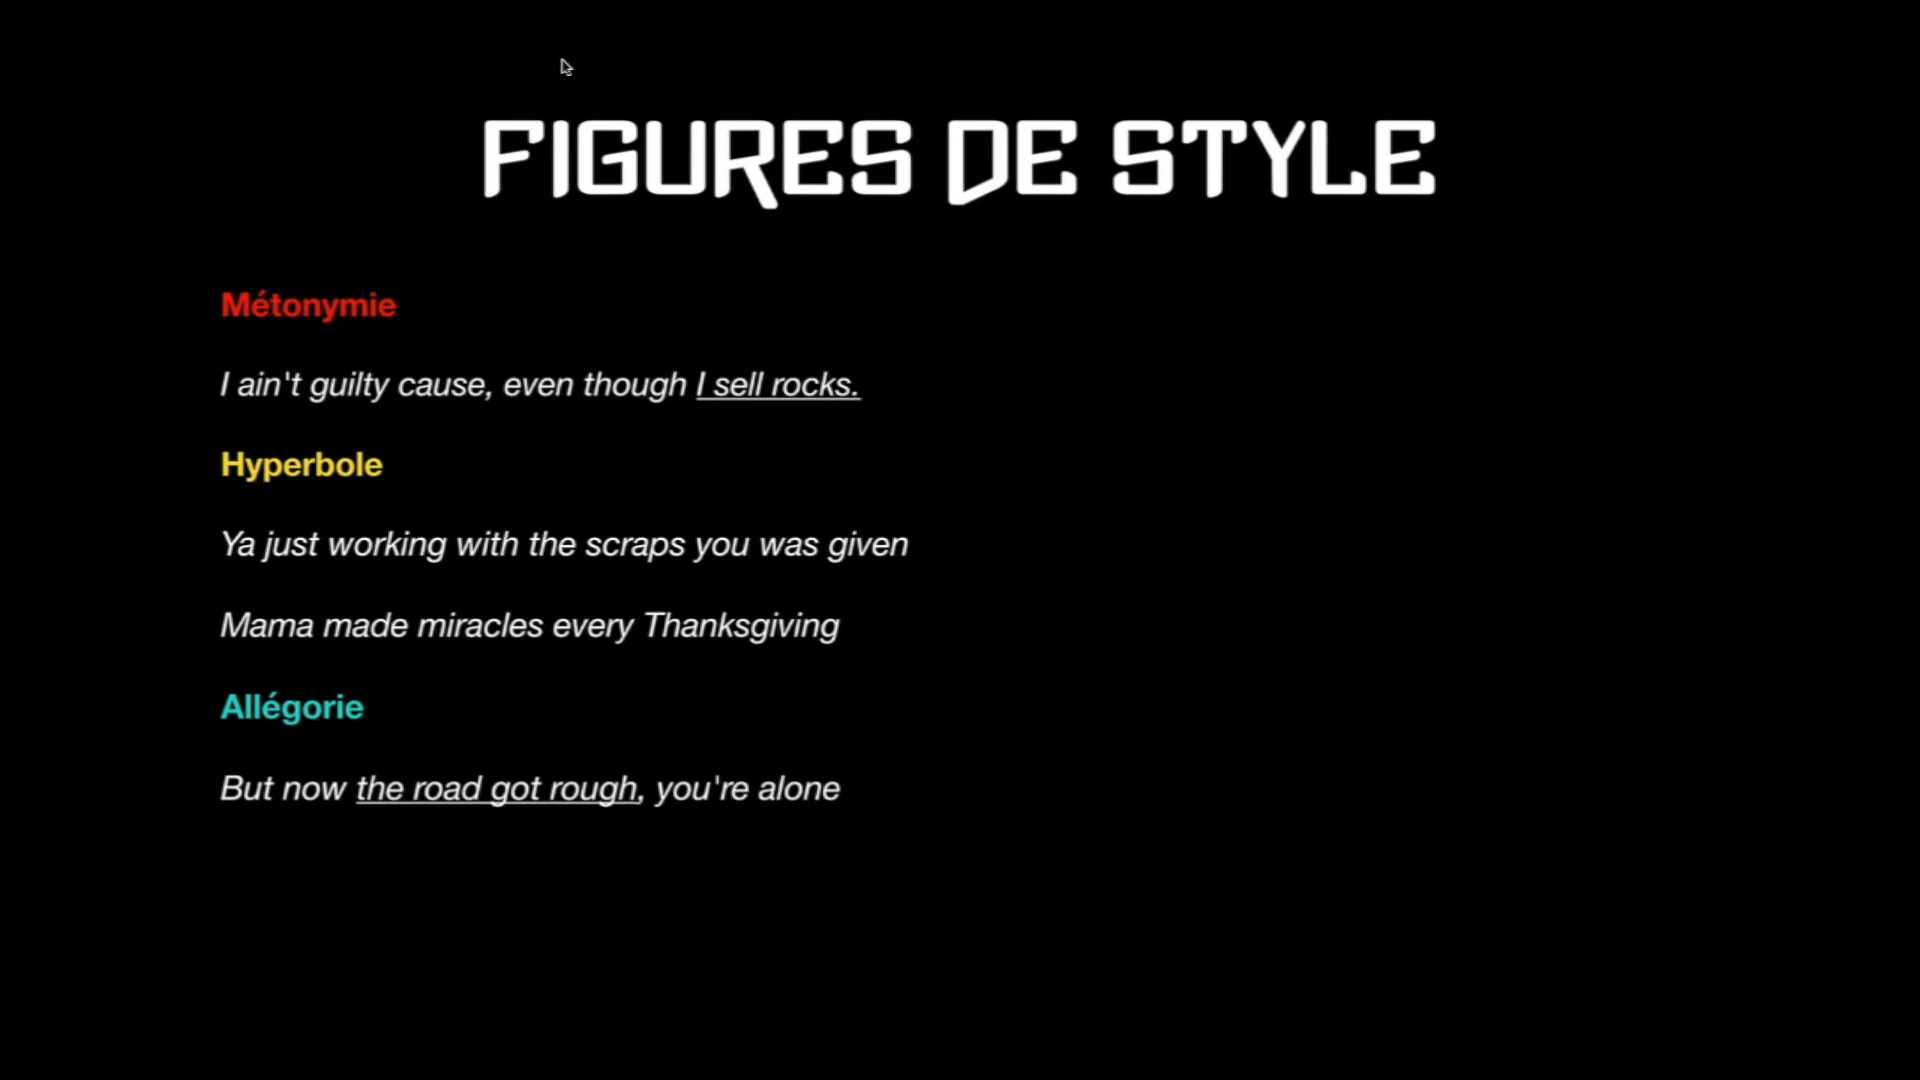 FIGURES DE STYLE
Métonymie
I ain't guilty cause, even though I sell rocks.
Hyperbole
Ya just working with the scraps you was given
Mama made miracles every Thanksgiving
Allégorie
But now the road got rough, you're alone